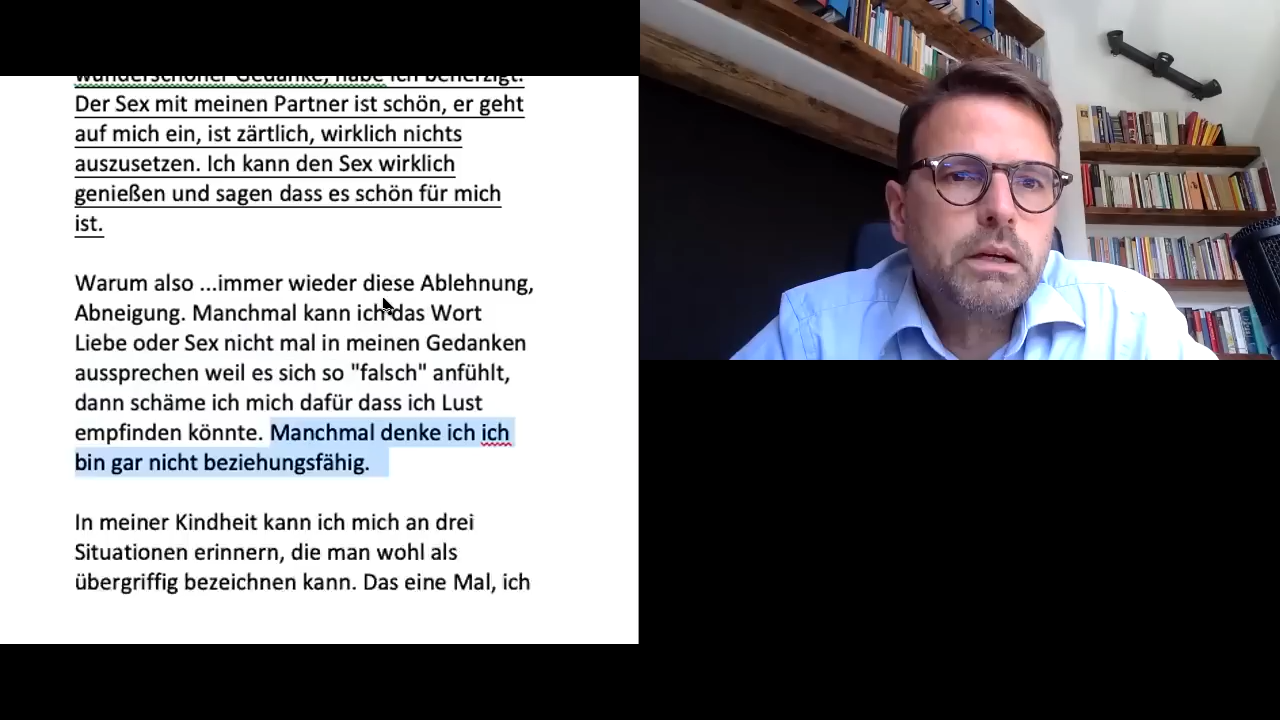 wunderschöner Gedanke, habe ich beherzigt.
Der Sex mit meinen Partner ist schön, er geht
auf mich ein, ist zärtlich, wirklich nichts
auszusetzen. Ich kann den Sex wirklich
genießen und sagen dass es schön für mich
ist.
Warum also ...immer wieder diese Ablehnung,
Abneigung. Manchmal kann ich das Wort
Liebe oder Sex nicht mal in meinen Gedanken
aussprechen weil es sich so "falsch" anfühlt,
dann schäme ich mich dafür dass ich Lust
empfinden könnte. Manchmal denke ich ich
bin gar nicht beziehungsfähig.
In meiner Kindheit kann ich mich an drei
Situationen erinnern, die man wohl als
übergriffig bezeichnen kann. Das eine Mal, ich